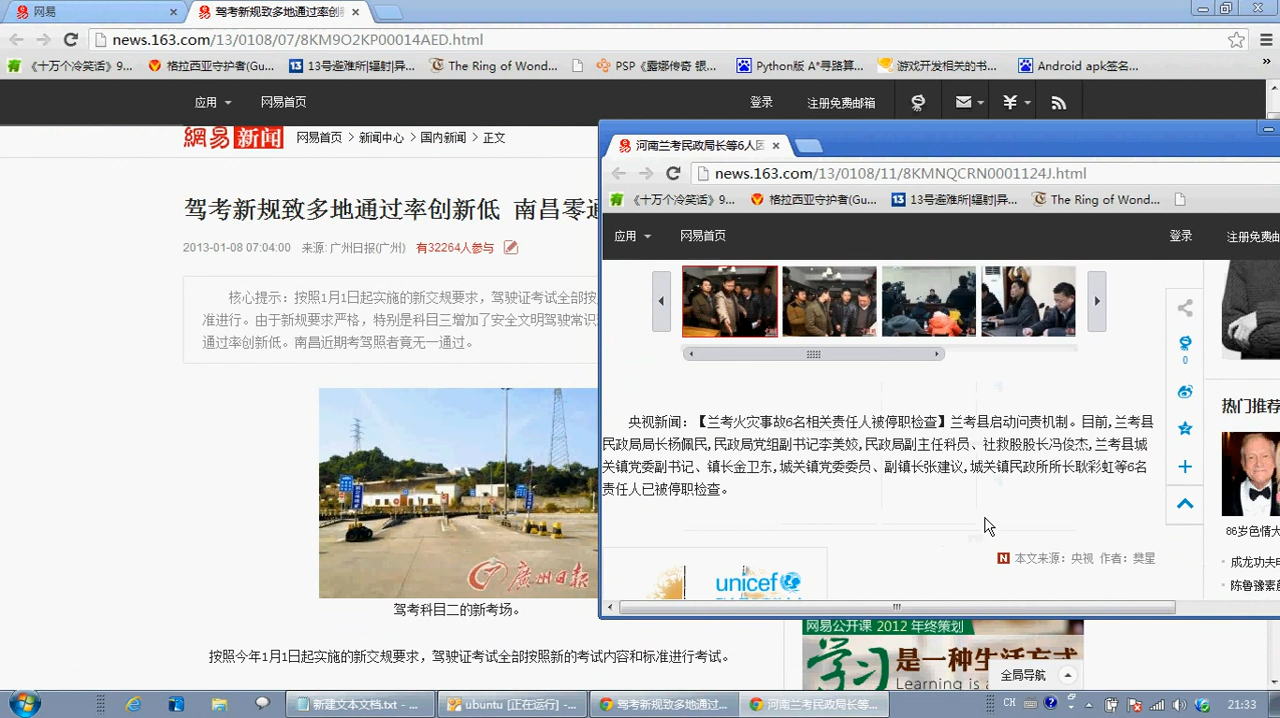 网易
驾考新规致多地通过率创新
news.163.com/13/0108/07/8KM9O2KP00014AED.html
《十万个冷笑话》9...
格拉西亚守护者(Gu...
13号避难所|辐射|异...
The Ring of Wond...
PSP《露娜传奇 银...
Python版 A*寻路算...
游戏开发相关的书...
Android apk签名...
应用
网易首页
登录
注册免费邮箱
網易新闻
网易首页 > 新闻中心 > 国内新闻 > 正文
驾考新规致多地通过率创新低 南昌零通
2013-01-08 07:04:00 来源: 广州日报(广州) 有32264人参与
核心提示：按照1月1日起实施的新交规要求，驾驶证考试全部按
准进行。由于新规要求严格，特别是科目三增加了安全文明驾驶常识
通过率创新低。南昌近期考驾照者竟无一通过。
廣州日报
驾考科目二的新考场。
按照今年1月1日起实施的新交规要求，驾驶证考试全部按照新的考试内容和标准进行考试。
河南兰考民政局长等6人因
news.163.com/13/0108/11/8KMNQCRN0001124J.html
《十万个冷笑话》9...
格拉西亚守护者(Gu...
13号避难所|辐射|异...
The Ring of Wond...
应用
网易首页
登录
注册免费邮
0
央视新闻：【兰考火灾事故6名相关责任人被停职检查】兰考县启动问责机制。目前,兰考县
民政局局长杨佩民,民政局党组副书记李美姣,民政局副主任科员、社救股股长冯俊杰,兰考县城
关镇党委副书记、镇长金卫东,城关镇党委委员、副镇长张建议,城关镇民政所所长耿彩虹等6名
责任人已被停职检查。
N 本文来源：央视 作者：樊星
unicef
热门推荐
86岁色情大
成龙功夫申
陈鲁豫素颜
网易公开课 2012 年终策划
学习是一种生活方式
Learning is a
全局导航
新建文本文档.txt - ...
ubuntu [正在运行] - ...
驾考新规致多地通过...
河南兰考民政局长等...
CH
21:33